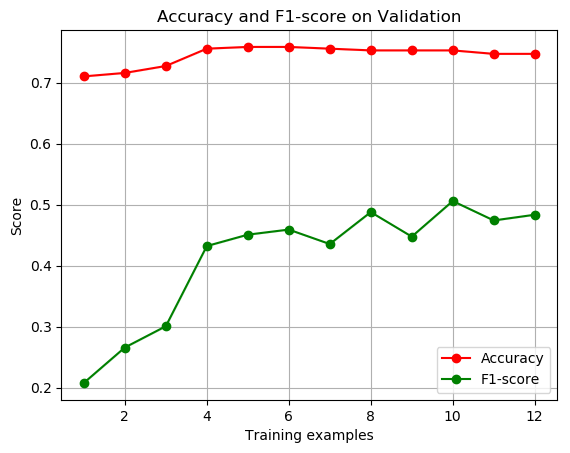 Accuracy and F1-score on Validation
Score
0.7
0.6
0.5
0.4
0.3
0.2
Accuracy
F1-score
2 4 6 8 10 12
Training examples